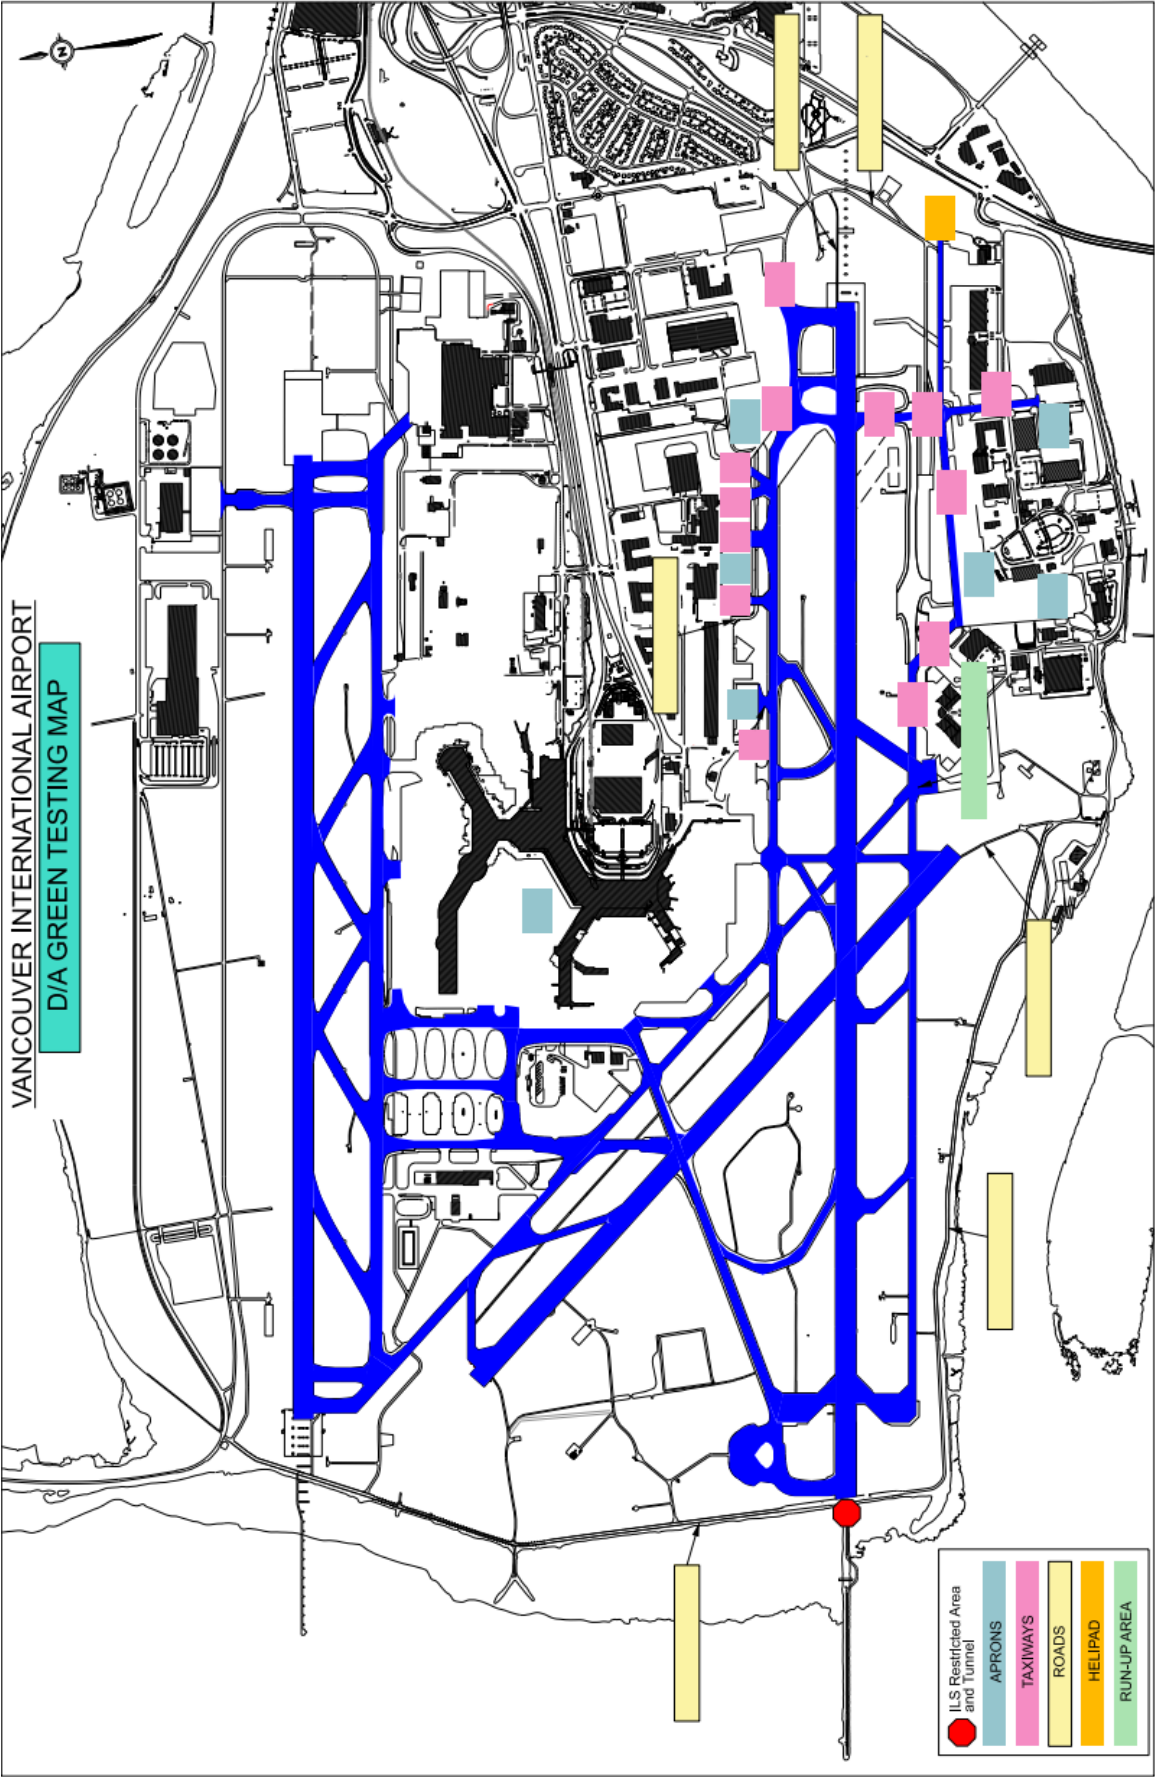 VANCOUVER INTERNATIONAL AIRPORT
D/A GREEN TESTING MAP
N
ILS Restricted Area
and Tunnel
APRONS
TAXIWAYS
ROADS
HELIPAD
RUN-UP AREA